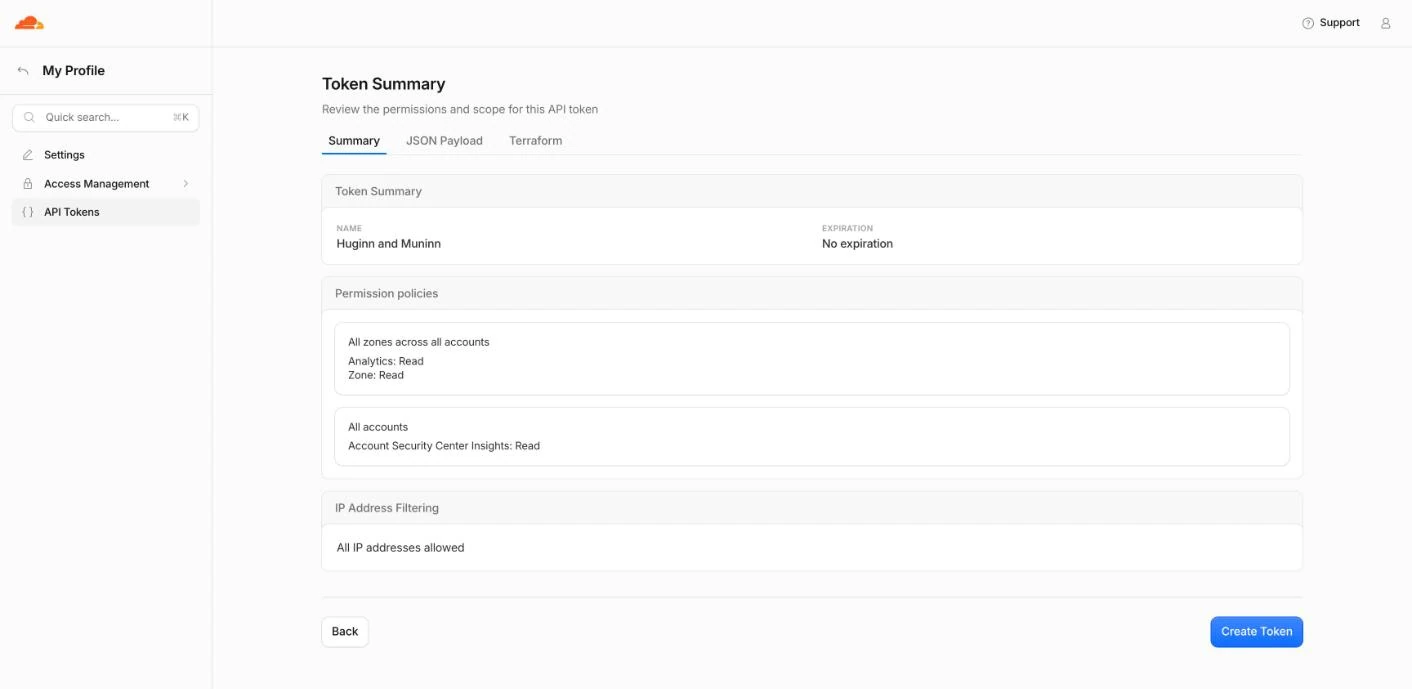 Support
My Profile
Quick search... ⌘K
Settings
Access Management
API Tokens
Token Summary
Review the permissions and scope for this API token
Summary JSON Payload Terraform
Token Summary
NAME EXPIRATION
Huginn and Muninn No expiration
Permission policies
All zones across all accounts
Analytics: Read
Zone: Read
All accounts
Account Security Center Insights: Read
IP Address Filtering
All IP addresses allowed
Back Create Token